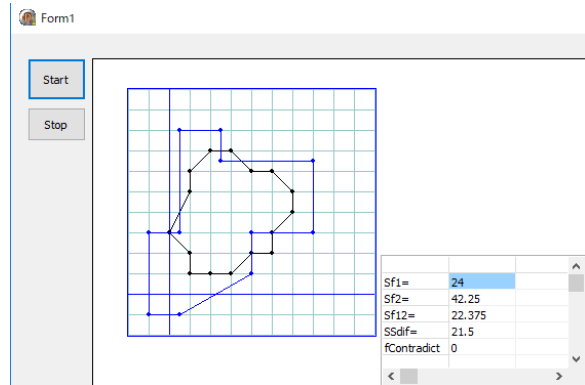 Form1
Start
Stop
Sf1= 24
Sf2= 42.25
Sf12= 22.375
SSdif= 21.5
fContradict 0